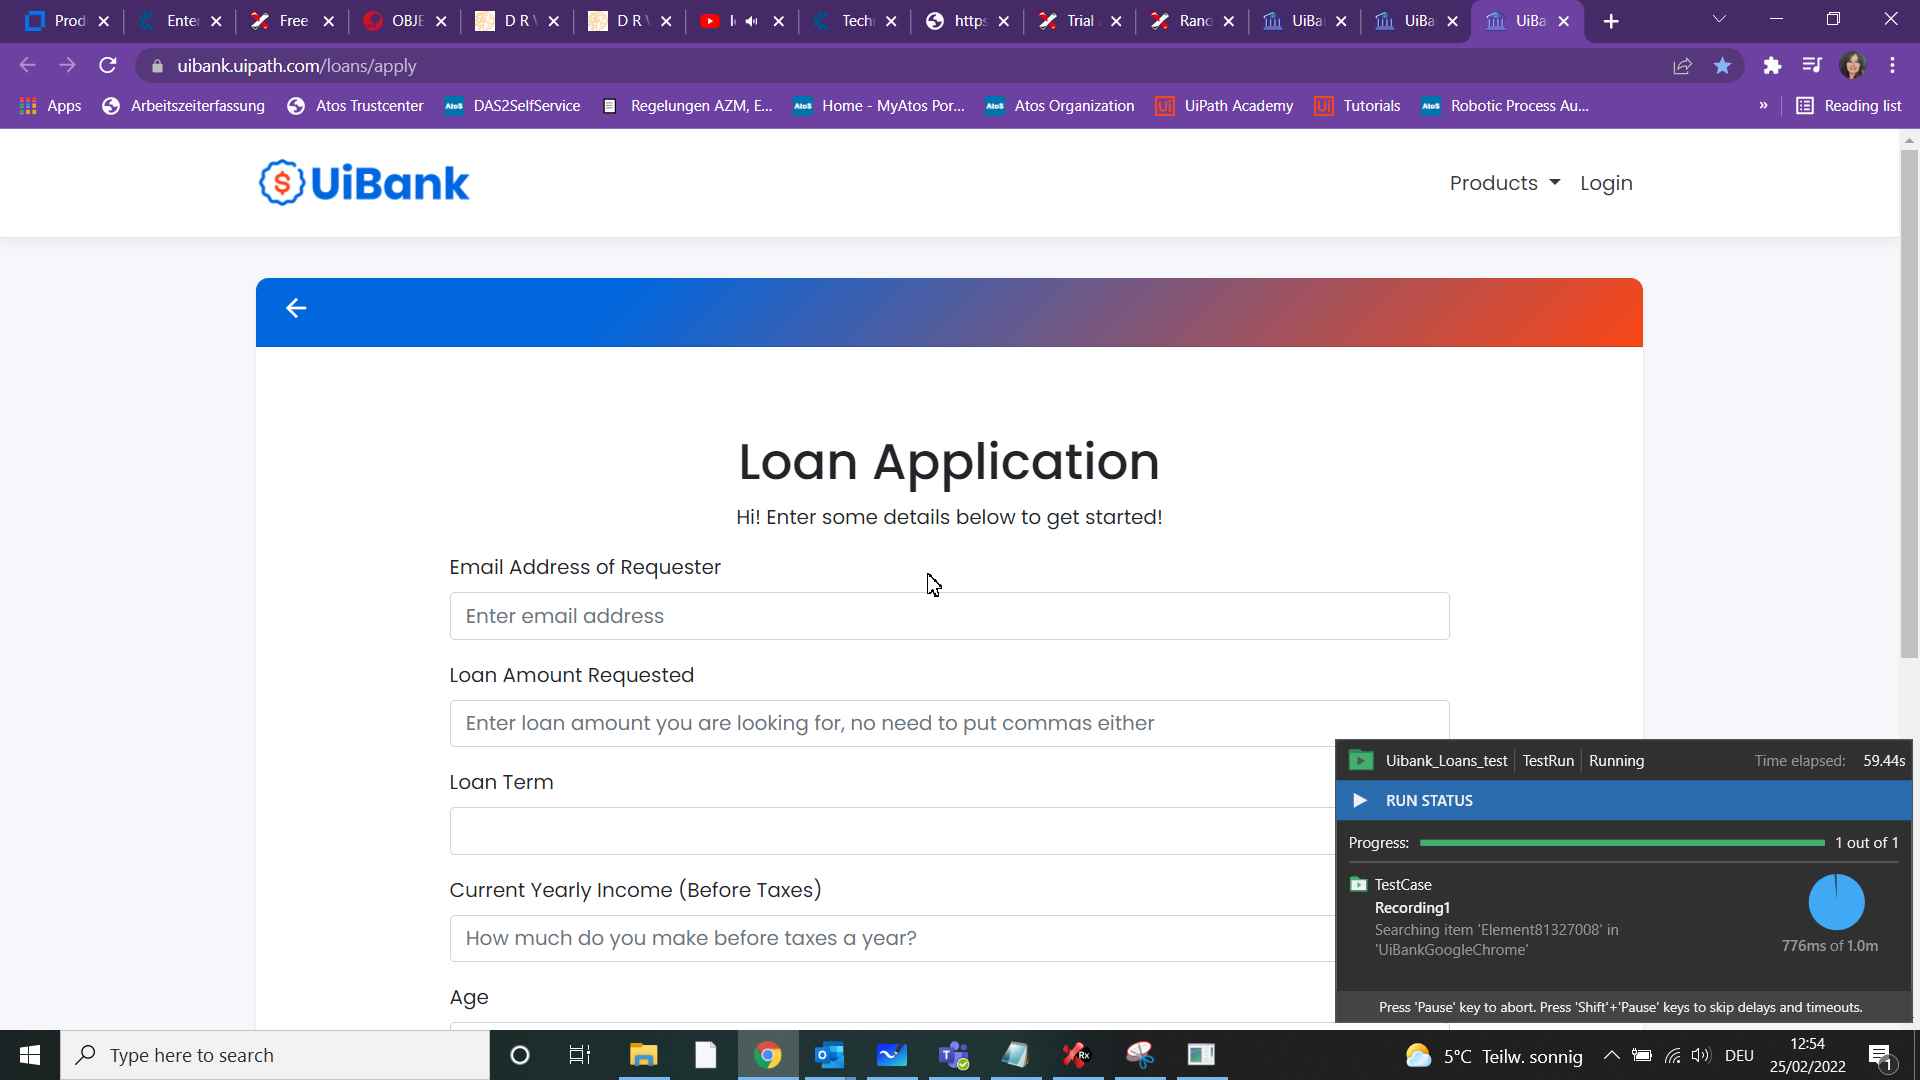 Prod
Enter
Free
OBJE
D R V
D R V
Tech
https
Trial
Rand
UiBa
UiBa
UiBa
uibank.uipath.com/loans/apply
Apps
Arbeitszeiterfassung
Atos Trustcenter
DAS2SelfService
Regelungen AZM, E...
Home - MyAtos Por...
Atos Organization
UiPath Academy
Tutorials
Robotic Process Au...
»
Reading list
UiBank
Products
Login
Loan Application
Hi! Enter some details below to get started!
Email Address of Requester
Enter email address
Loan Amount Requested
Enter loan amount you are looking for, no need to put commas either
Loan Term
Current Yearly Income (Before Taxes)
How much do you make before taxes a year?
Age
Uibank_Loans_test TestRun Running Time elapsed: 59.44s
RUN STATUS
Progress: 1 out of 1
TestCase
Recording1
Searching item 'Element81327008' in
'UiBankGoogleChrome'
776ms of 1.0m
Press 'Pause' key to abort. Press 'Shift'+'Pause' keys to skip delays and timeouts.
Type here to search
5°C Teilw. sonnig
DEU
12:54
25/02/2022
1